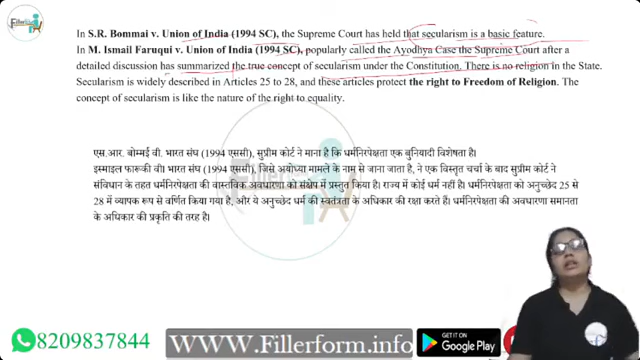 In S.R. Bommai v. Union of India (1994 SC), the Supreme Court has held that secularism is a basic feature.
In M. Ismail Faruqui v. Union of India (1994 SC), popularly called the Ayodhya Case the Supreme Court after a
detailed discussion has summarized the true concept of secularism under the Constitution. There is no religion in the State.
Secularism is widely described in Articles 25 to 28, and these articles protect the right to Freedom of Religion. The
concept of secularism is like the nature of the right to equality.
एस.आर. बोम्मई वी. भारत संघ (1994 एससी), सुप्रीम कोर्ट ने माना है कि धर्मनिरपेक्षता एक बुनियादी विशेषता है।
इस्माइल फारूकी वी। भारत संघ (1994 एससी), जिसे अयोध्या मामले के नाम से जाना जाता है, ने एक विस्तृत चर्चा के बाद सुप्रीम कोर्ट ने
संविधान के तहत धर्मनिरपेक्षता की वास्तविक अवधारणा को संक्षेप में प्रस्तुत किया है। राज्य में कोई धर्म नहीं है। धर्मनिरपेक्षता को अनुच्छेद 25 से
28 में व्यापक रूप से वर्णित किया गया है, और ये अनुच्छेद धर्म की स्वतंत्रता के अधिकार की रक्षा करते हैं। धर्मनिरपेक्षता की अवधारणा समानता
के अधिकार की प्रकृति की तरह है।
8209837844
www.Fillerform.info
GET IT ON
Google Play